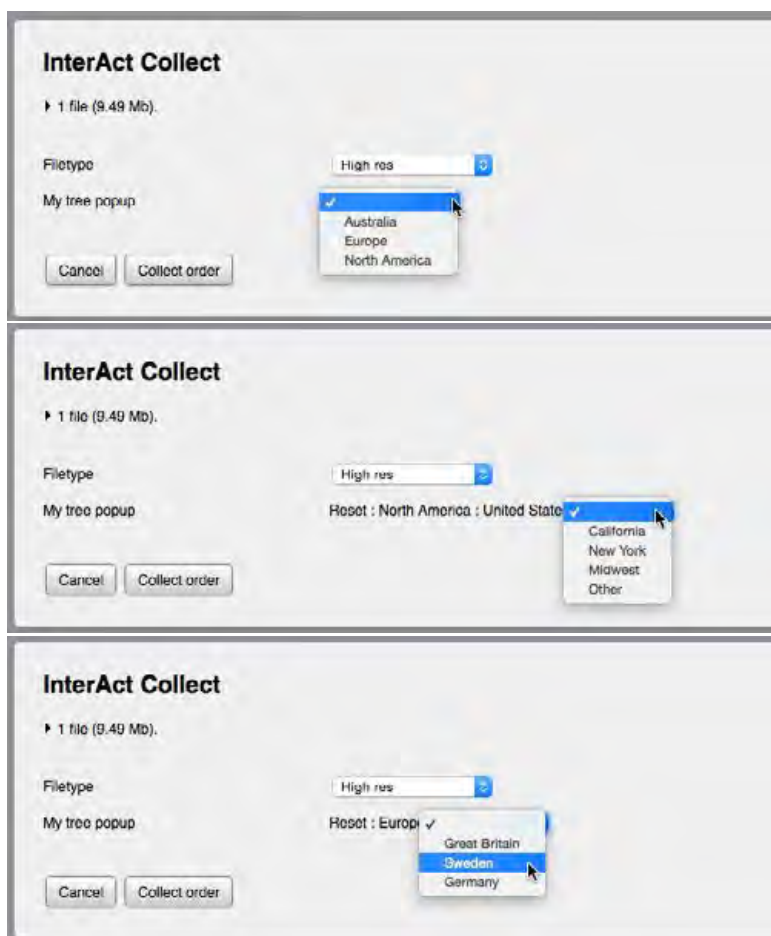 InterAct Collect
1 file (9.49 Mb).
Filetype High res
My tree popup
Australia
Europe
North America
Cancel Collect order
InterAct Collect
1 file (9.49 Mb).
Filetype High res
My tree popup Reset : North America : United State
California
New York
Midwest
Other
Cancel Collect order
InterAct Collect
1 file (9.49 Mb).
Filetype High res
My tree popup Reset : Europ
Great Britain
Sweden
Germany
Cancel Collect order